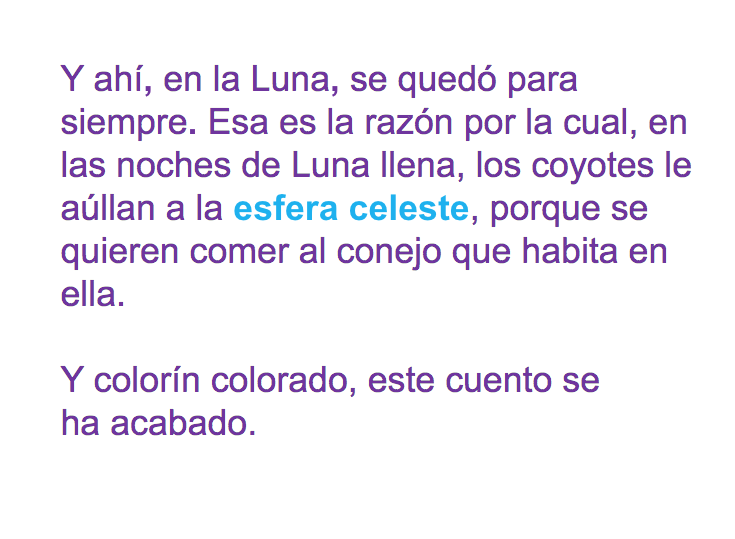 Y ahí, en la Luna, se quedó para
siempre. Esa es la razón por la cual, en
las noches de Luna llena, los coyotes le
aúllan a la esfera celeste, porque se
quieren comer al conejo que habita en
ella.
Y colorín colorado, este cuento se
ha acabado.